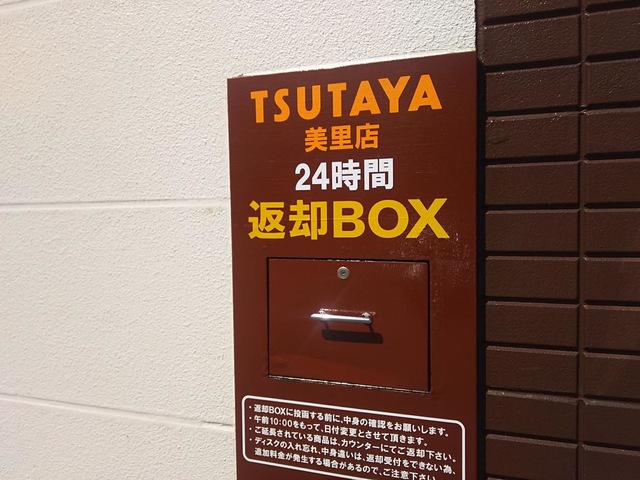 TSUTAYA
美里店
24時間
返却BOX
・返却BOXに投函する前に、中身の確認をお願いします。
・午前10:00をもって、日付変更とさせて頂きます。
・ご延長されている商品は、カウンターにてご返却下さい。
・ディスクの入れ忘れ、中身違いは、返却受付をできない為、
追加料金が発生する場合があるので、ご注意下さい。